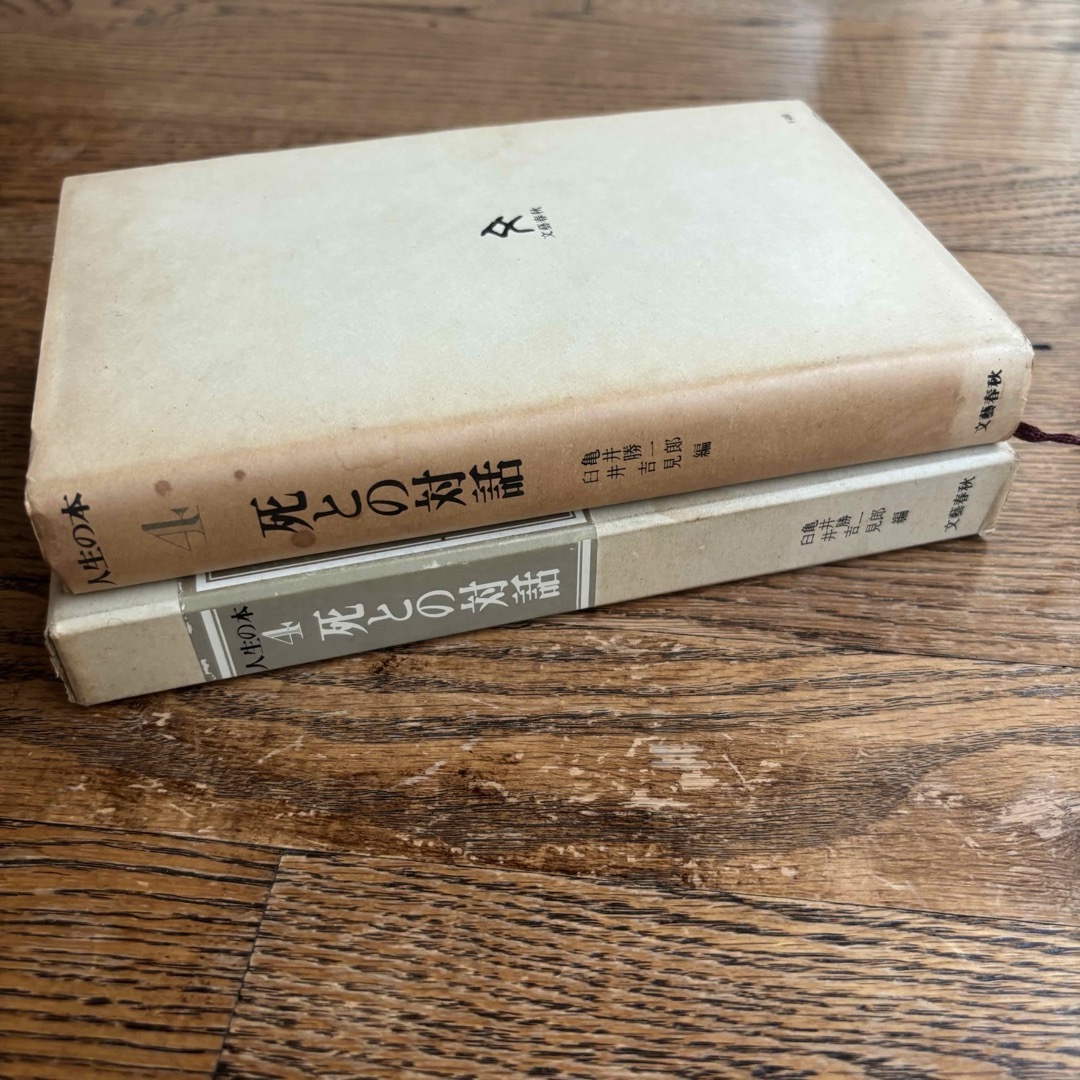 文藝春秋
人生の本
4
死との対話
亀井勝一郎
臼井吉見
編
文藝春秋
人生の本
4
死との対話
亀井勝一郎
臼井吉見
編
文藝春秋